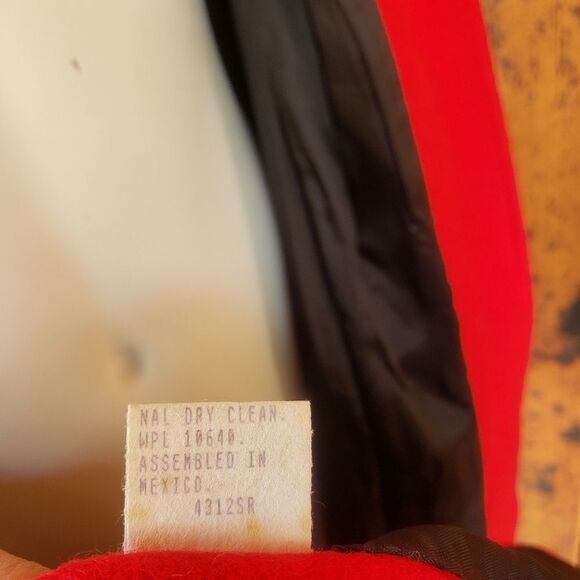 NAL DRY CLEAN.
WPL 10640.
ASSEMBLED IN
MEXICO.
4312SR